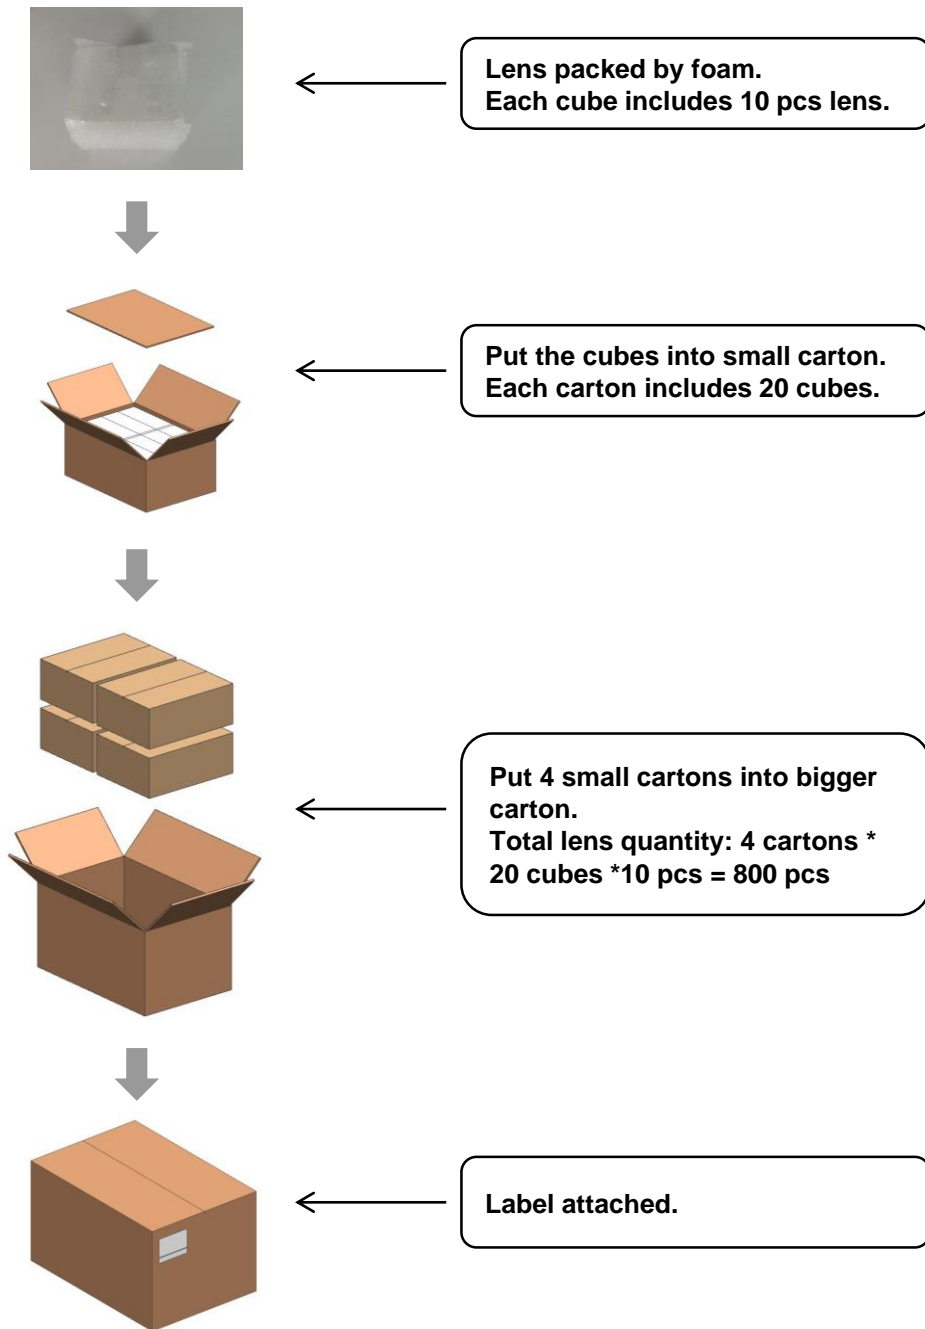 Lens packed by foam.
Each cube includes 10 pcs lens.
Put the cubes into small carton.
Each carton includes 20 cubes.
Put 4 small cartons into bigger
carton.
Total lens quantity: 4 cartons *
20 cubes *10 pcs = 800 pcs
Label attached.